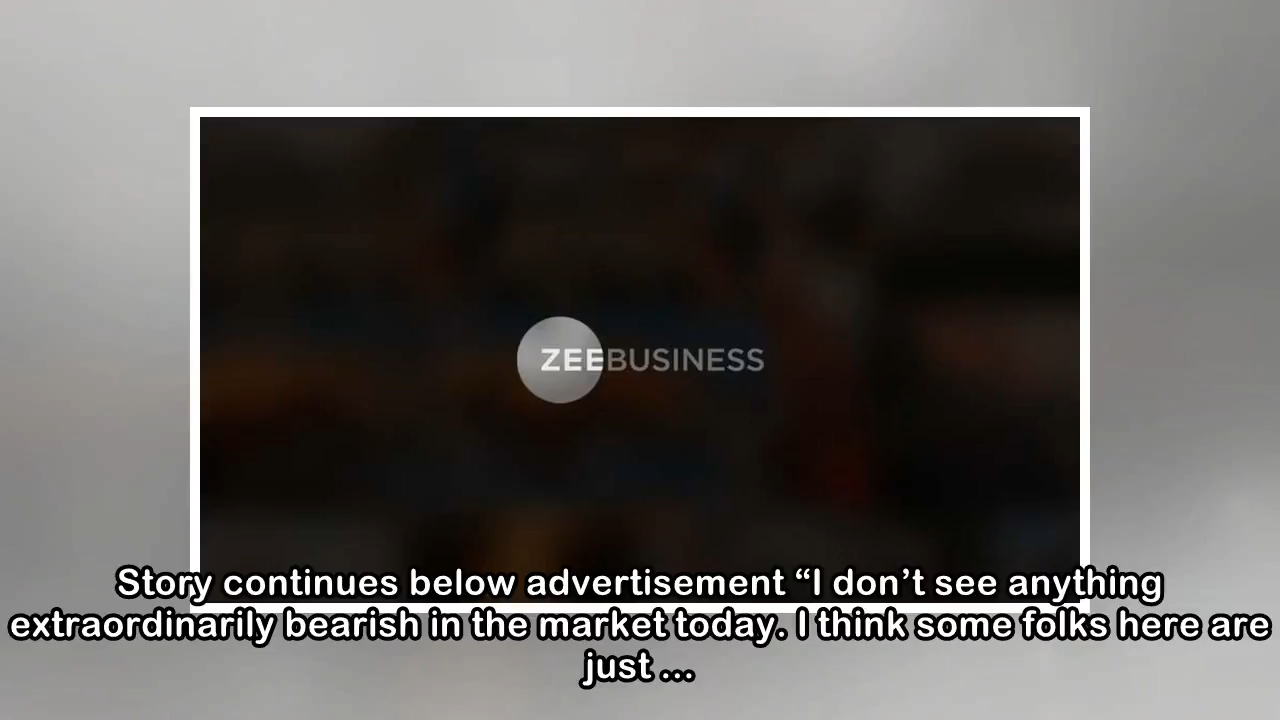 ZEEBUSINESS
Story continues below advertisement “I don’t see anything
extraordinarily bearish in the market today. I think some folks here are
just ...